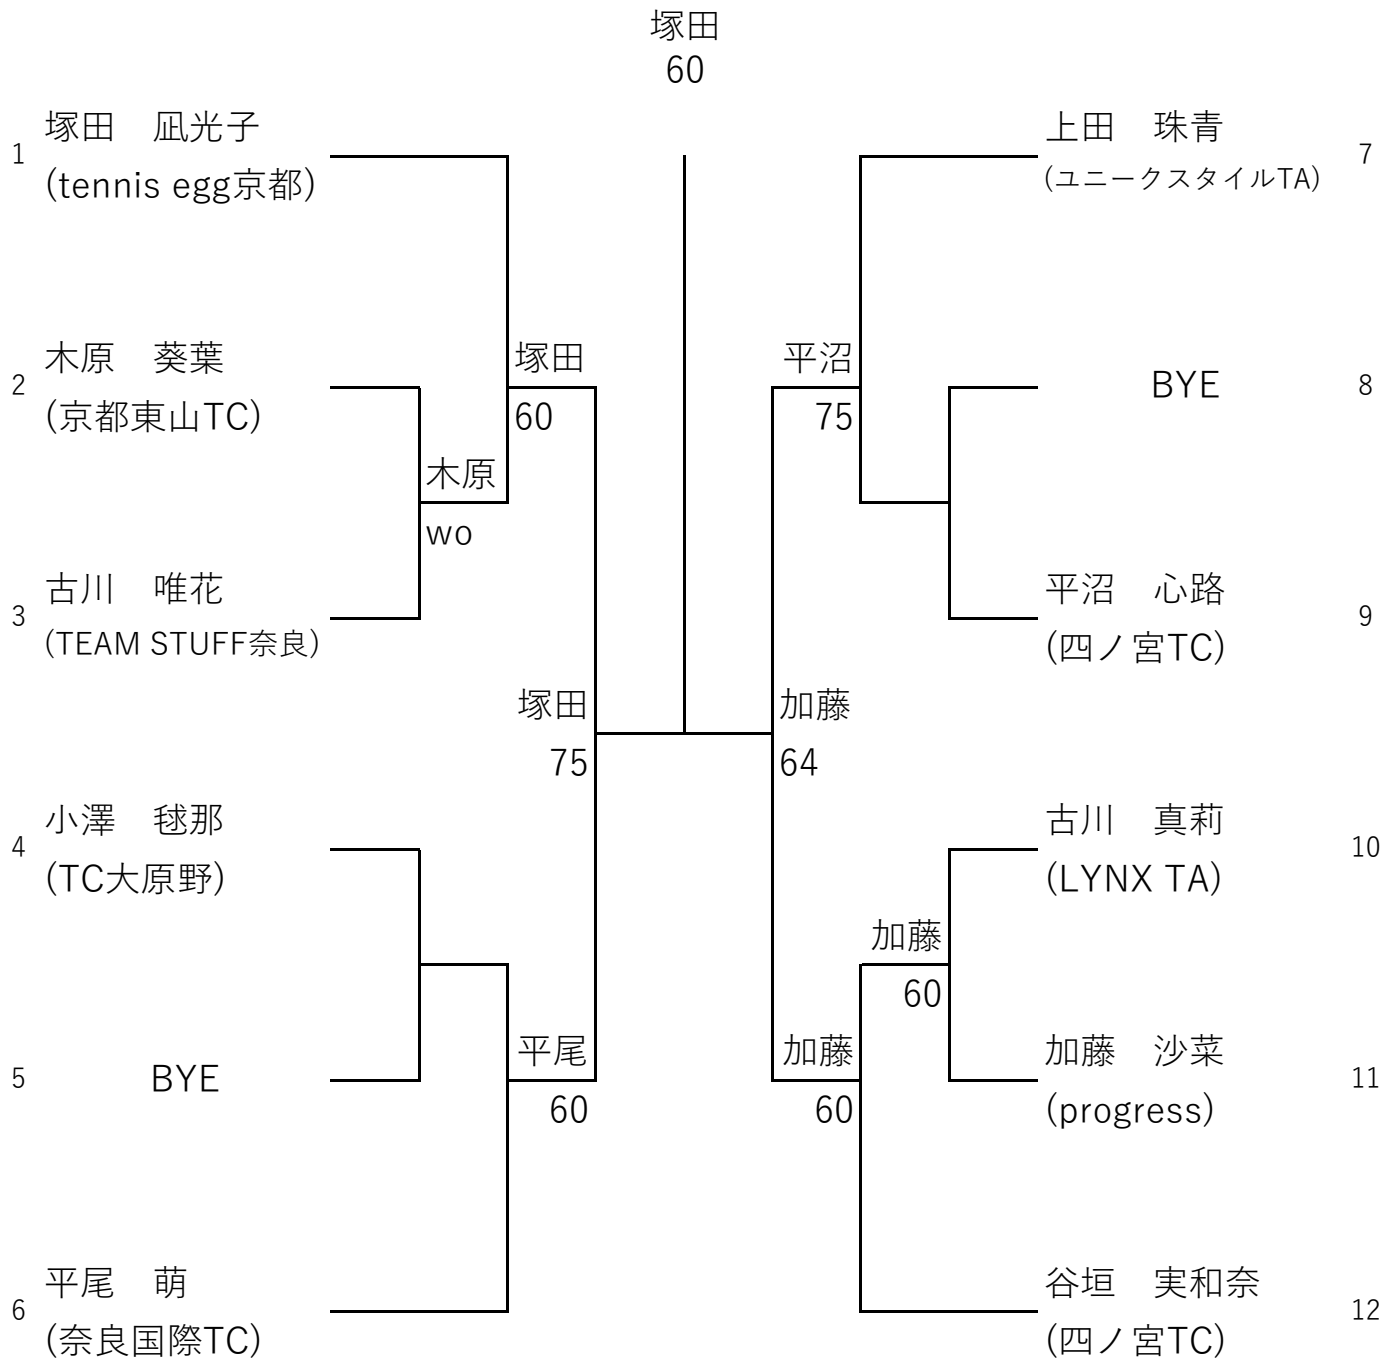 塚田
60
1
塚田　凪光子
(tennis egg京都)
2
木原　葵葉
(京都東山TC)
3
古川　唯花
(TEAM STUFF奈良)
4
小澤　毬那
(TC大原野)
5
BYE
6
平尾　萌
(奈良国際TC)
木原
wo
塚田
60
平尾
60
塚田
75
加藤
64
平沼
75
加藤
60
加藤
60
上田　珠青
(ユニークスタイルTA)
7
BYE
8
平沼　心路
(四ノ宮TC)
9
古川　真莉
(LYNX TA)
10
加藤　沙菜
(progress)
11
谷垣　実和奈
(四ノ宮TC)
12